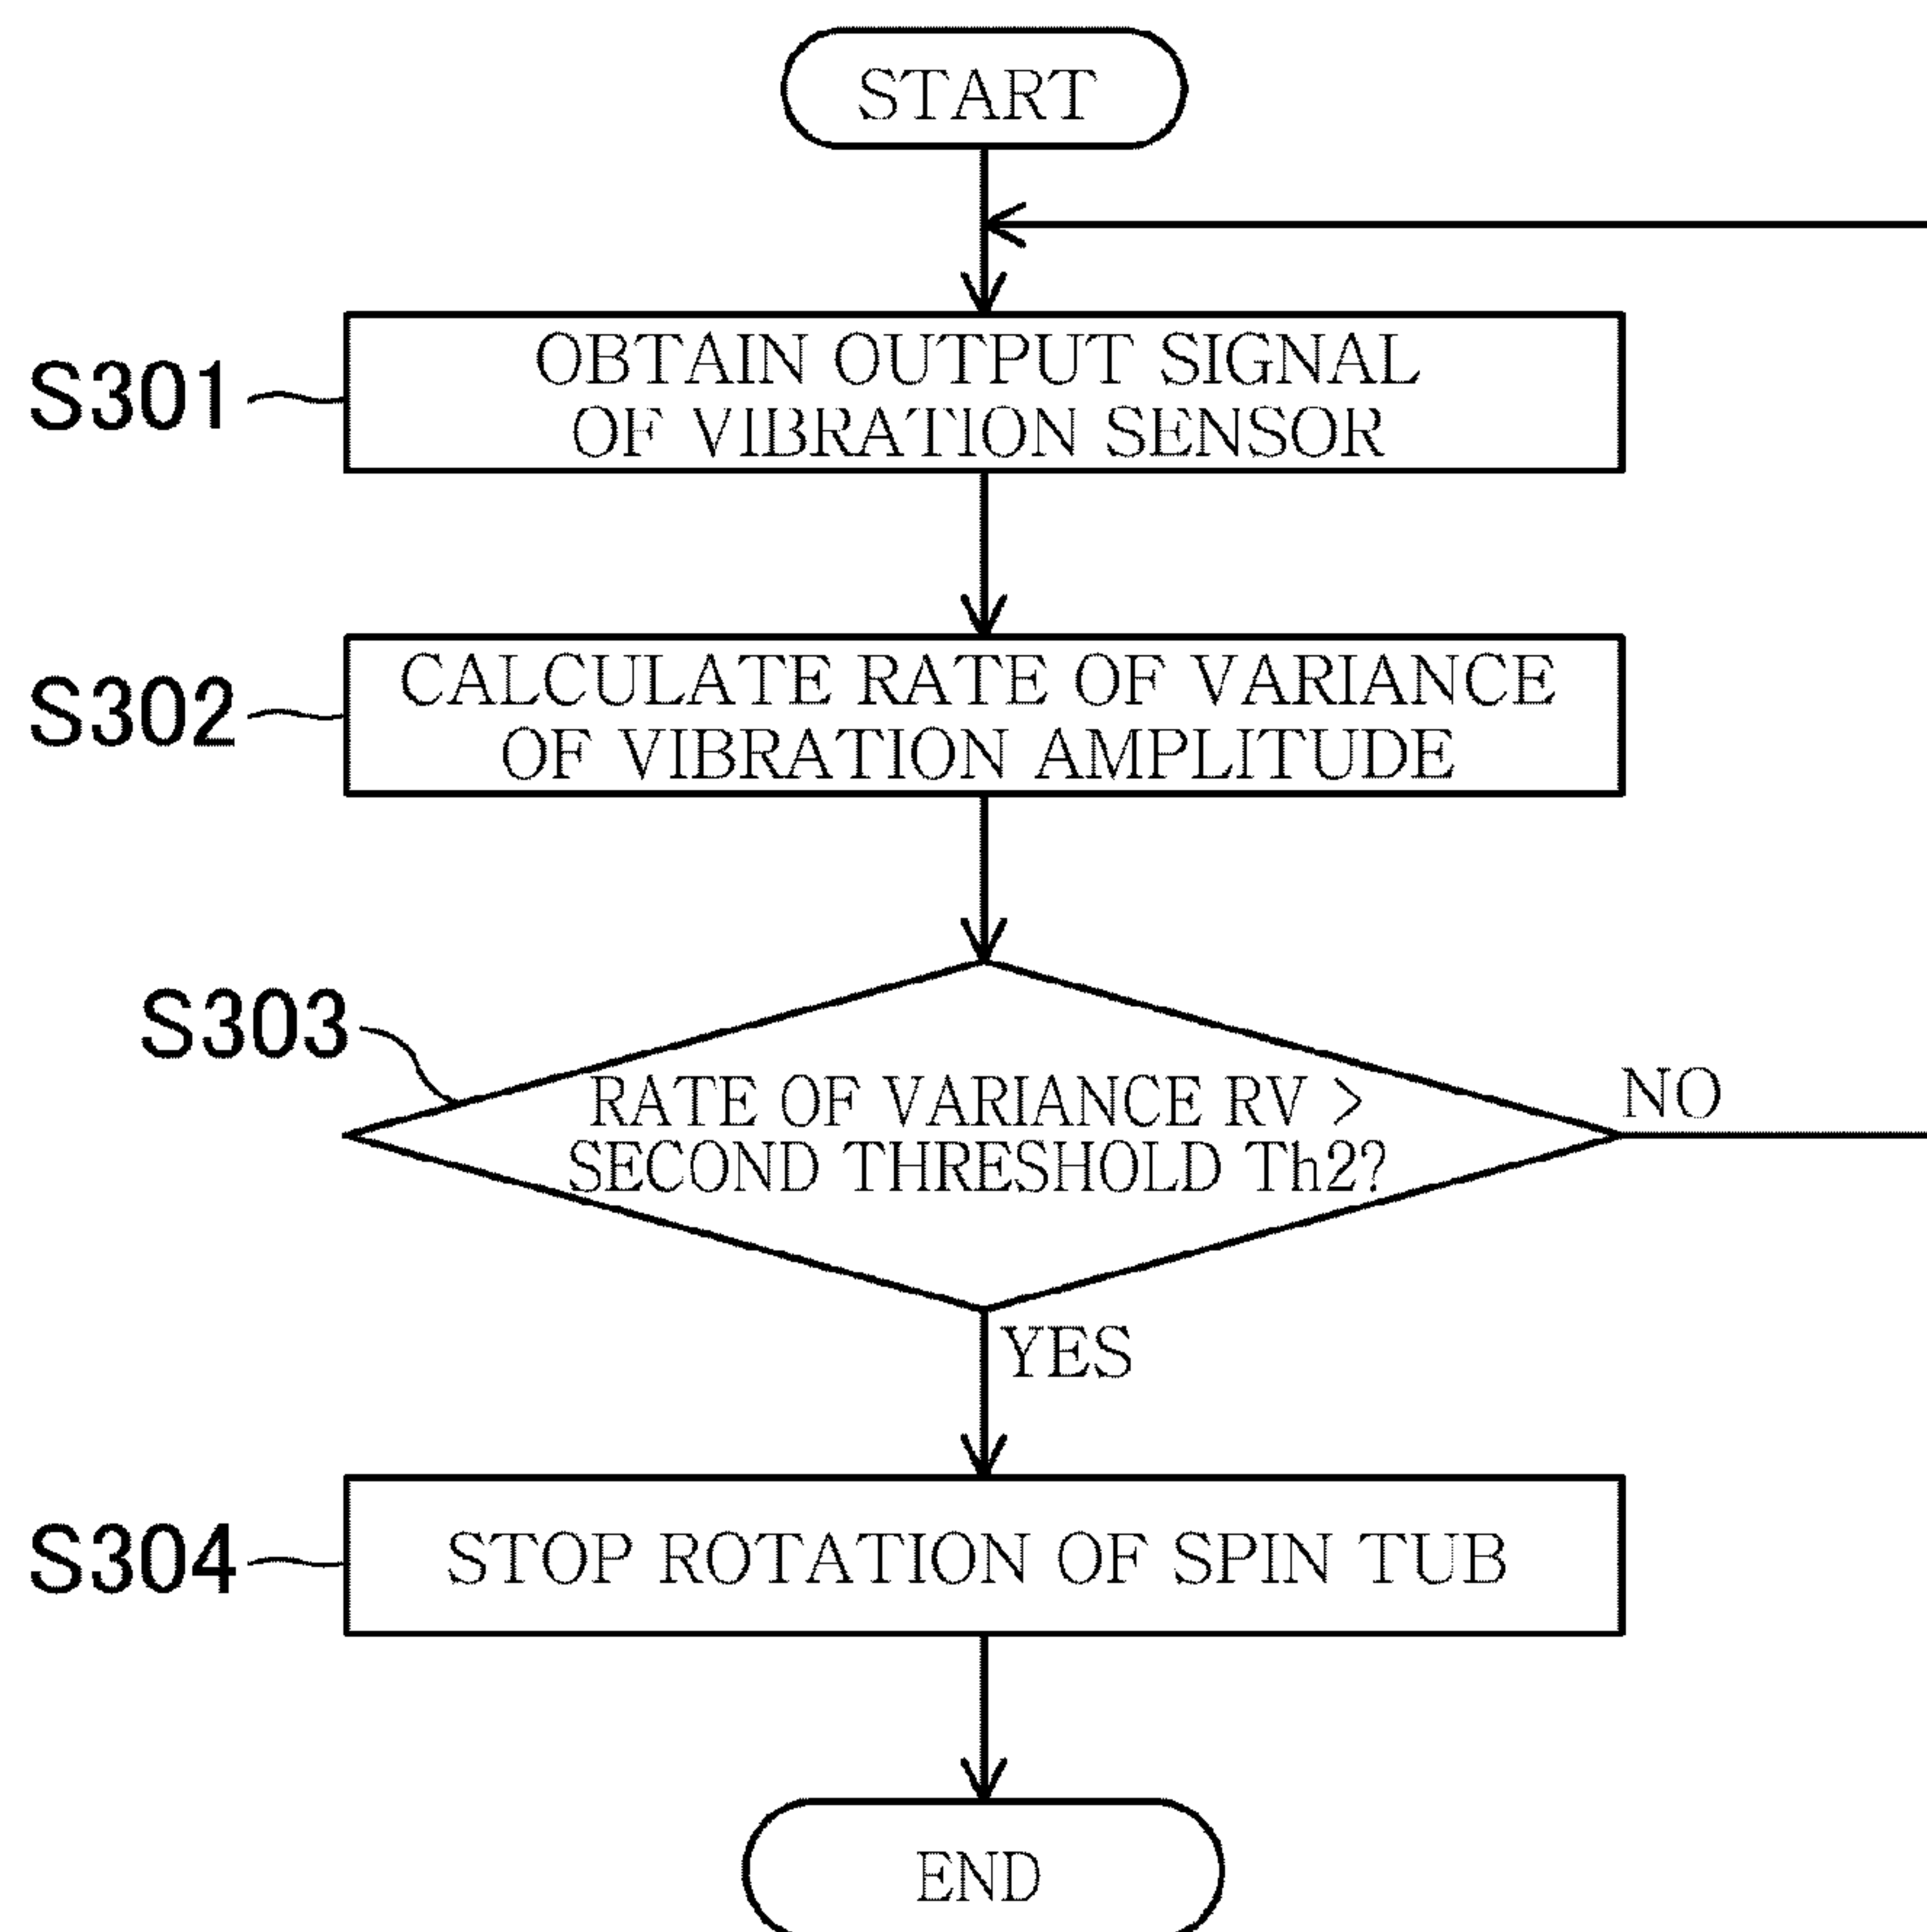 START
S301
OBTAIN OUTPUT SIGNAL
OF VIBRATION SENSOR
S302
CALCULATE RATE OF VARIANCE
OF VIBRATION AMPLITUDE
S303
RATE OF VARIANCE RV >
SECOND THRESHOLD Th2?
NO
YES
S304
STOP ROTATION OF SPIN TUB
END